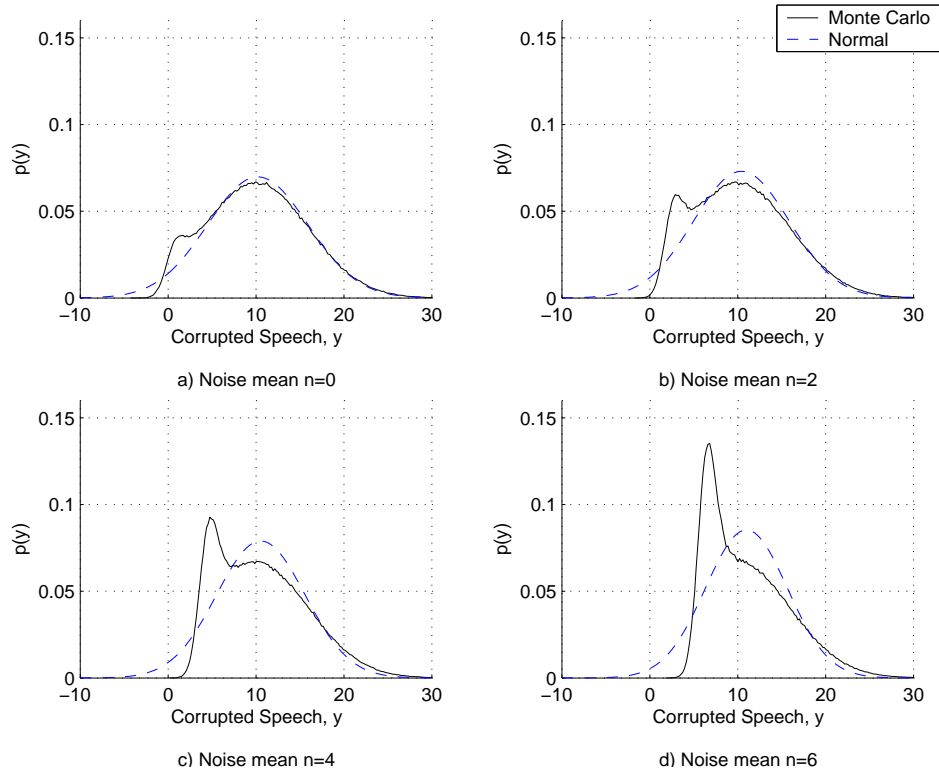 Monte Carlo
Normal
0.15
0.1
0.05
0
p(y)
−10 0 10 20 30
Corrupted Speech, y
a) Noise mean n=0
0.15
0.1
0.05
0
p(y)
−10 0 10 20 30
Corrupted Speech, y
b) Noise mean n=2
0.15
0.1
0.05
0
p(y)
−10 0 10 20 30
Corrupted Speech, y
c) Noise mean n=4
0.15
0.1
0.05
0
p(y)
−10 0 10 20 30
Corrupted Speech, y
d) Noise mean n=6